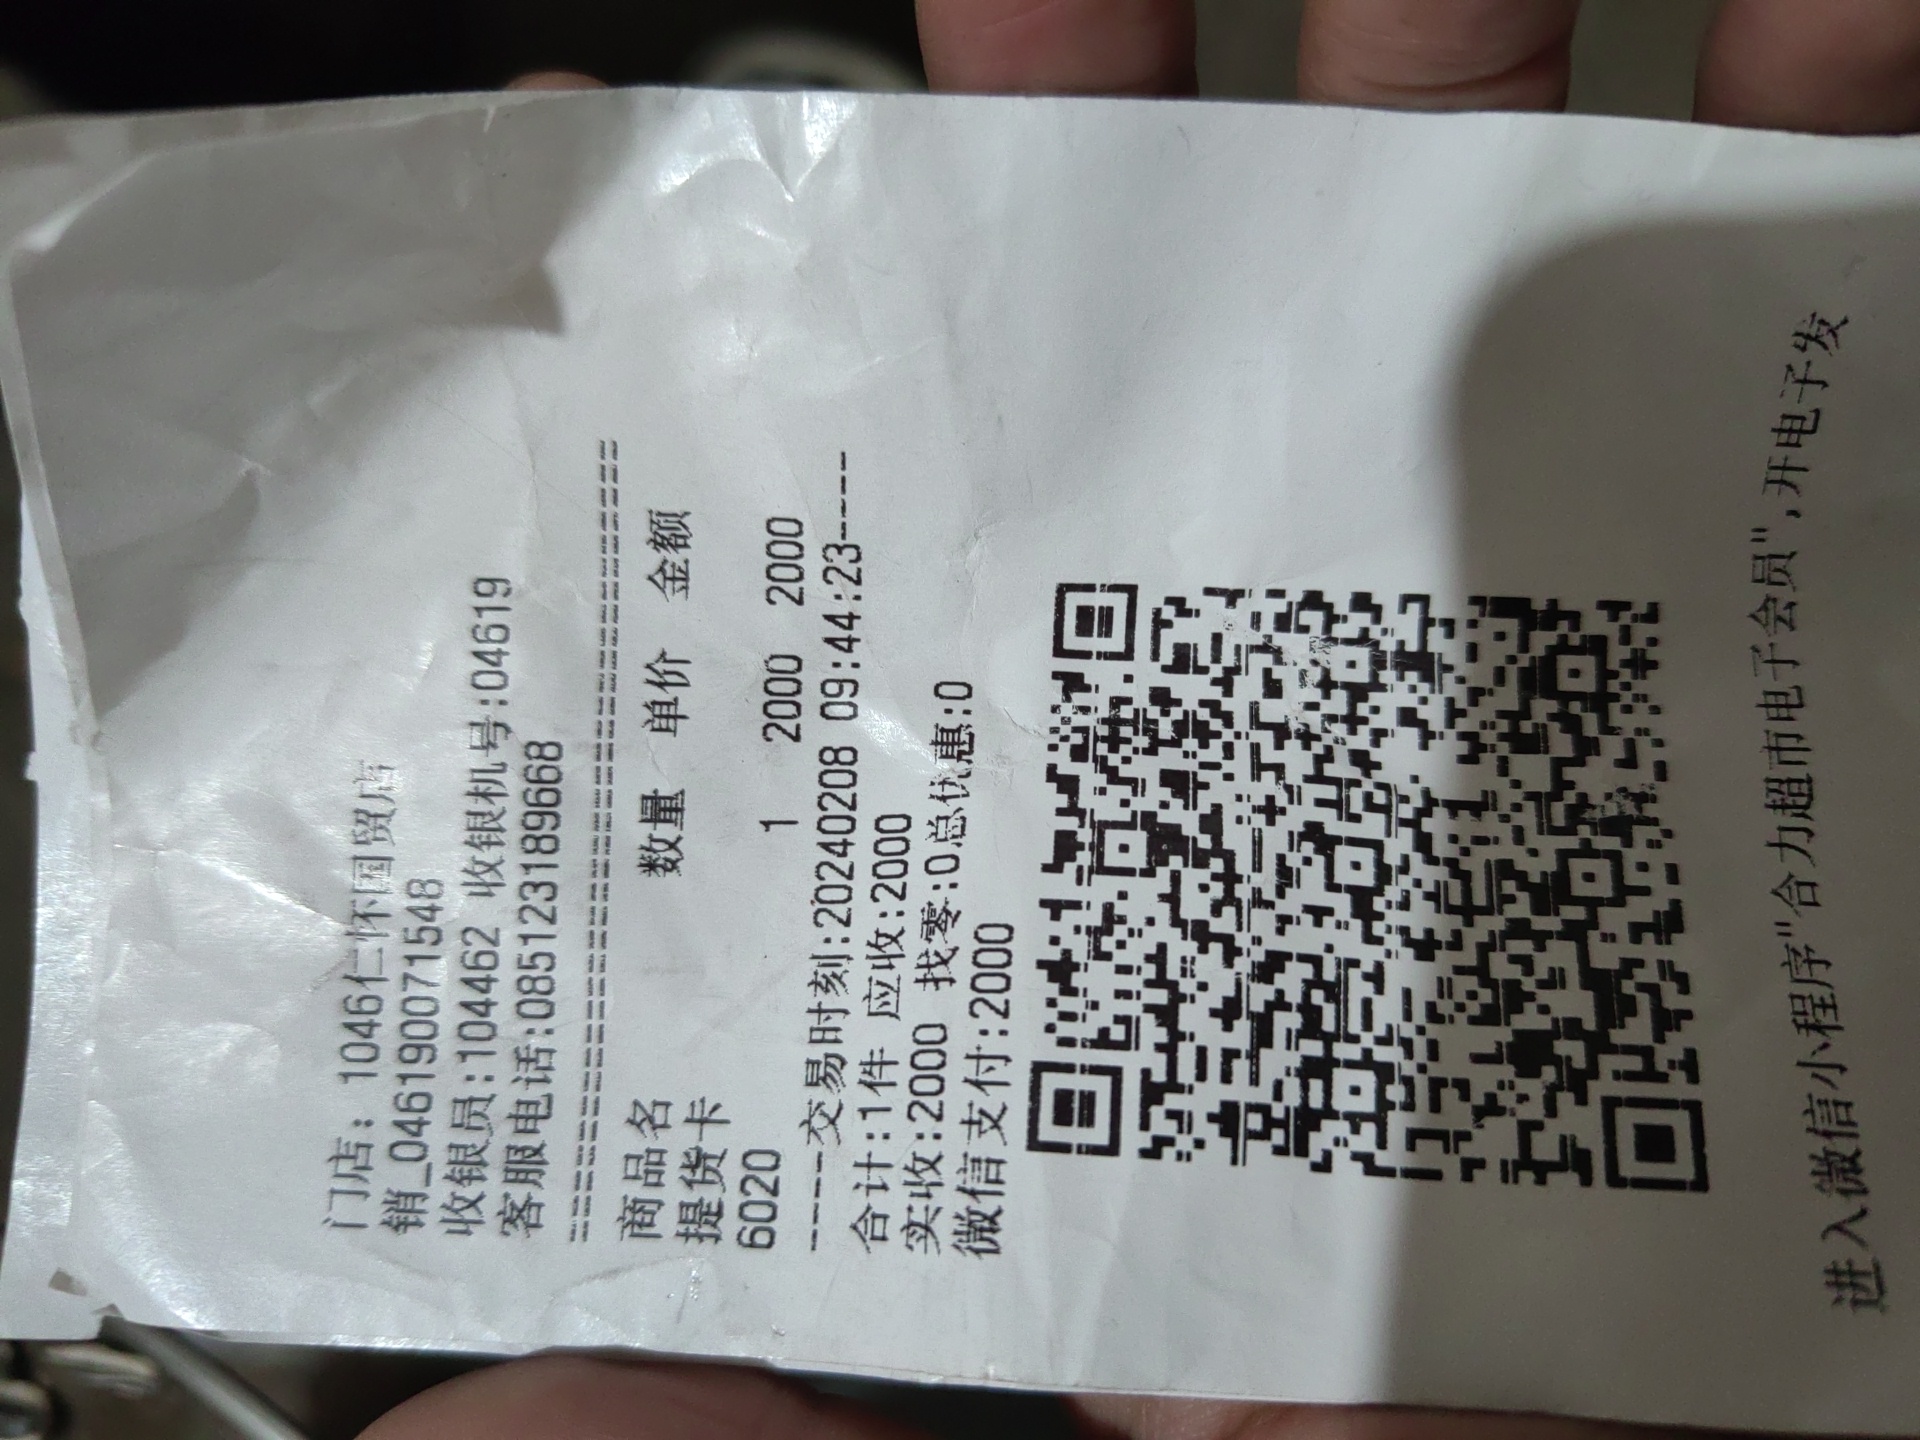 门店: 1046仁怀国贸店
销_0461900071548
收银员:104462 收银机号:04619
客服电话:085123189668
================================
商品名 数量 单价 金额
提货卡
6020 1 2000 2000
-----交易时刻:20240208 09:44:23-----
合计:1件 应收:2000
实收:2000 找零:0总优惠:0
微信支付:2000
进入微信小程序"合力超市电子会员",开电子发